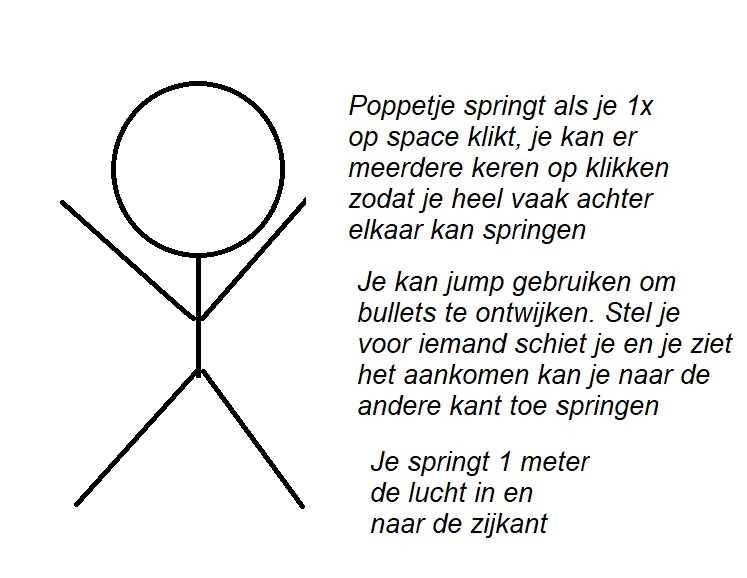 Poppetje springt als je 1x
op space klikt, je kan er
meerdere keren op klikken
zodat je heel vaak achter
elkaar kan springen
Je kan jump gebruiken om
bullets te ontwijken. Stel je
voor iemand schiet je en je ziet
het aankomen kan je naar de
andere kant toe springen
Je springt 1 meter
de lucht in en
naar de zijkant